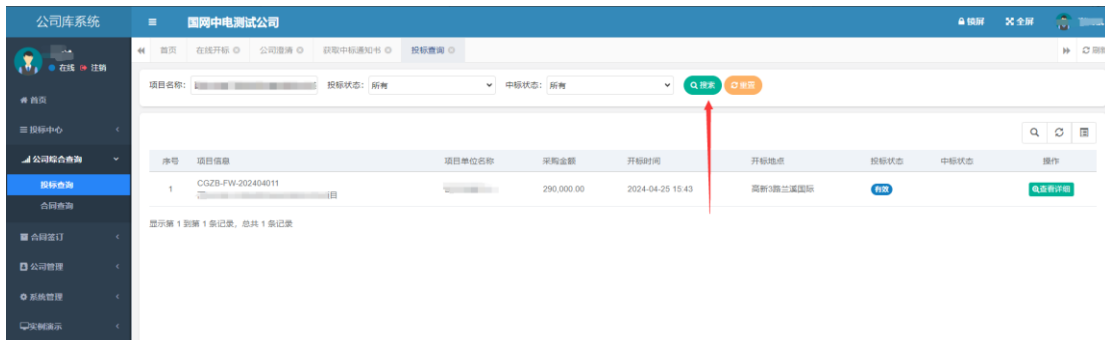 公司库系统
国网中电测试公司
锁屏
全屏
在线 注销
首页
在线开标
公司澄清
获取中标通知书
投标查询
项目名称:
投标状态: 所有
中标状态: 所有
搜索
重置
首页
投标中心
公司综合查询
投标查询
合同查询
合同签订
公司管理
系统管理
实例演示
序号 项目信息 项目单位名称 采购金额 开标时间 开标地点 投标状态 中标状态 操作
1 CGZB-FW-202404011 290,000.00 2024-04-25 15:43 高新3路兰溪国际 有效 查看详细
目
显示第 1 到第 1 条记录，总共 1 条记录